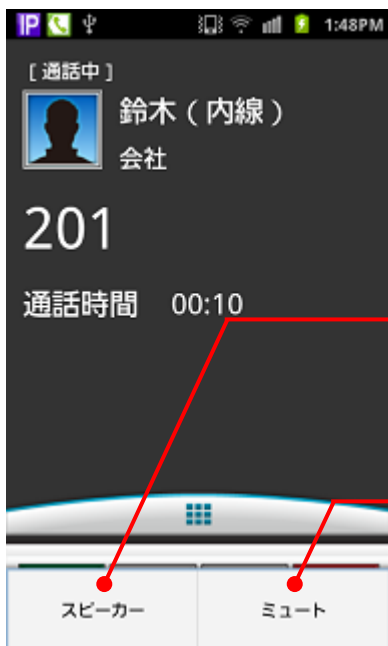 IP 1:48PM
[ 通話中 ]
鈴木 ( 内線 )
会社
201
通話時間 00:10
スピーカー ミュート